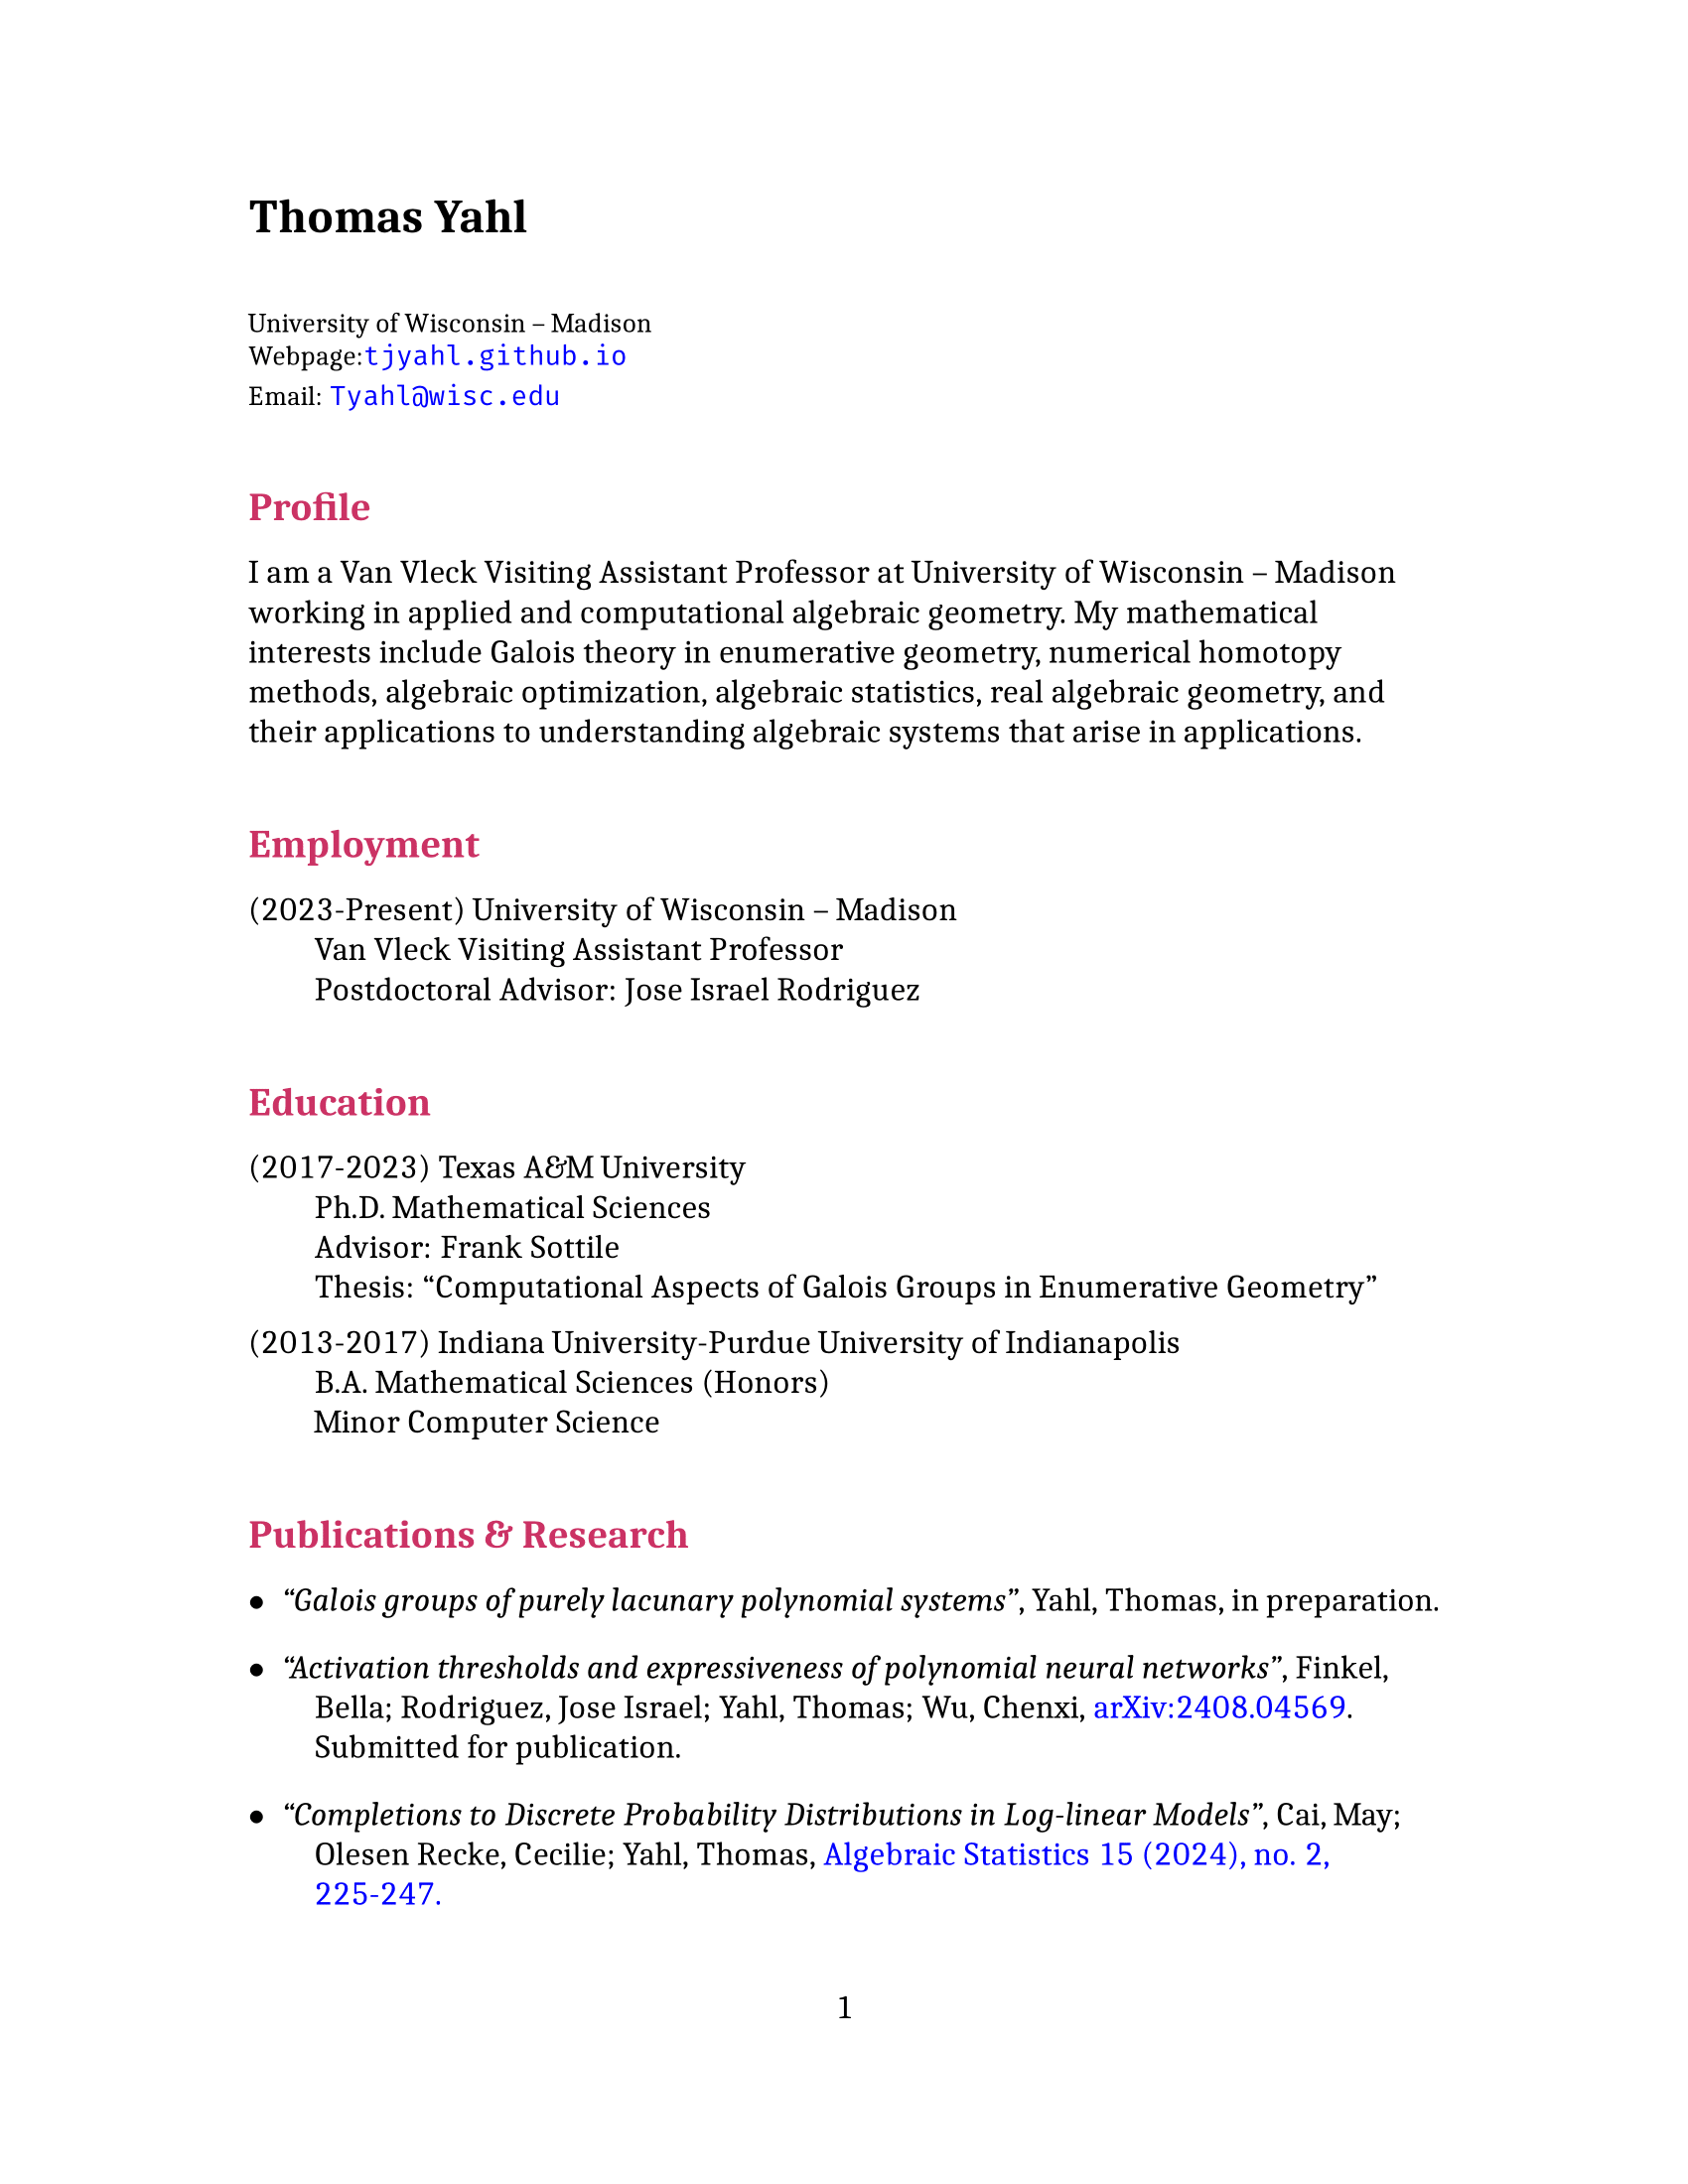 Thomas Yahl
University of Wisconsin – Madison
Webpage:tjyahl.github.io
Email: Tyahl@wisc.edu
Profile
I am a Van Vleck Visiting Assistant Professor at University of Wisconsin – Madison
working in applied and computational algebraic geometry. My mathematical
interests include Galois theory in enumerative geometry, numerical homotopy
methods, algebraic optimization, algebraic statistics, real algebraic geometry, and
their applications to understanding algebraic systems that arise in applications.
Employment
(2023-Present) University of Wisconsin – Madison
Van Vleck Visiting Assistant Professor
Postdoctoral Advisor: Jose Israel Rodriguez
Education
(2017-2023) Texas A&M University
Ph.D. Mathematical Sciences
Advisor: Frank Sottile
Thesis: “Computational Aspects of Galois Groups in Enumerative Geometry”
(2013-2017) Indiana University-Purdue University of Indianapolis
B.A. Mathematical Sciences (Honors)
Minor Computer Science
Publications & Research
• “Galois groups of purely lacunary polynomial systems”, Yahl, Thomas, in preparation.
• “Activation thresholds and expressiveness of polynomial neural networks”, Finkel,
Bella; Rodriguez, Jose Israel; Yahl, Thomas; Wu, Chenxi, arXiv:2408.04569.
Submitted for publication.
• “Completions to Discrete Probability Distributions in Log-linear Models”, Cai, May;
Olesen Recke, Cecilie; Yahl, Thomas, Algebraic Statistics 15 (2024), no. 2,
225-247.
1